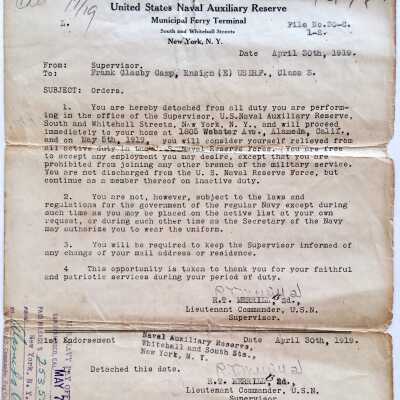 United States Naval Auxiliary Reserve
Municipal Ferry Terminal
South and Whitehall Streets
New York, N. Y.
L.
Date April 30th, 1919.
From: Supervisor.
To: Frank Clasby Camp, Ensign (E) USNRF. Class 3.
SUBJECT: Orders.
1. You are hereby detached from all duty you are perform-
ing in the office of the Supervisor, U.S.Naval Auxiliary Reserve,
South and Whitehall Streets, New York, N. Y., and will proceed
immediately to your home at 1805 Webster Ave., Alameda, Calif.,
and on May 5th, 1919, you will consider yourself relieved from
all active duty in the U. S. Naval Reserve Force. You are free
to accept any employment you may desire, except that you are
prohibited from joining any other branch of the military service.
You are not discharged from the U. S. Naval Reserve Force, but
continue as a member thereof on inactive duty.
2. You are not, however, subject to the laws and
regulations for the government of the regular Navy except during
such time as you may be placed on the active list at your own
request, or during such other time as the Secretary of the Navy
may authorize you to wear the uniform.
3. You will be required to keep the Supervisor informed
of any change of your mail address or residence.
4 This opportunity is taken to thank you for your faithful
and patriotic services during your period of duty.
R.T. MERRILL, 2d.,
Lieutenant Commander, U.S.N.
Supervisor.
1st Endorsement
Naval Auxiliary Reserve,
Whitehall and South Sts.,
New York, N. Y.
April 30th, 1919.
Detached this date.
R.T. MERRILL, 2d.,
Lieutenant Commander, U.S.N
Supervisor.